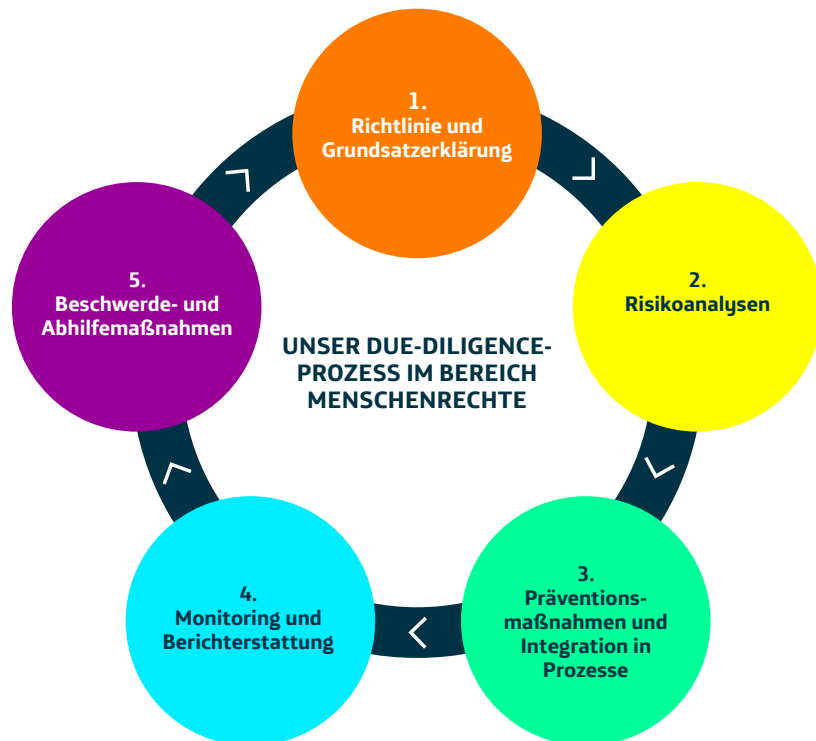 1.
Richtlinie und
Grundsatzerklärung
2.
Risikoanalysen
3.
Präventions-
maßnahmen und
Integration in
Prozesse
4.
Monitoring und
Berichterstattung
5.
Beschwerde- und
Abhilfemaßnahmen
UNSER DUE-DILIGENCE-
PROZESS IM BEREICH
MENSCHENRECHTE